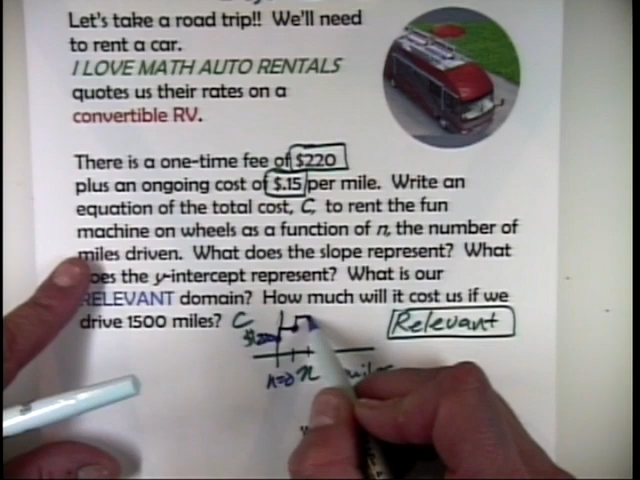 Let's take a road trip!! We'll need
to rent a car.
I LOVE MATH AUTO RENTALS
quotes us their rates on a
convertible RV.
There is a one-time fee of $220
plus an ongoing cost of $.15 per mile. Write an
equation of the total cost, C, to rent the fun
machine on wheels as a function of n, the number of
miles driven. What does the slope represent? What
does the y-intercept represent? What is our
RELEVANT domain? How much will it cost us if we
drive 1500 miles?
C
Relevant
$220
n=0 n